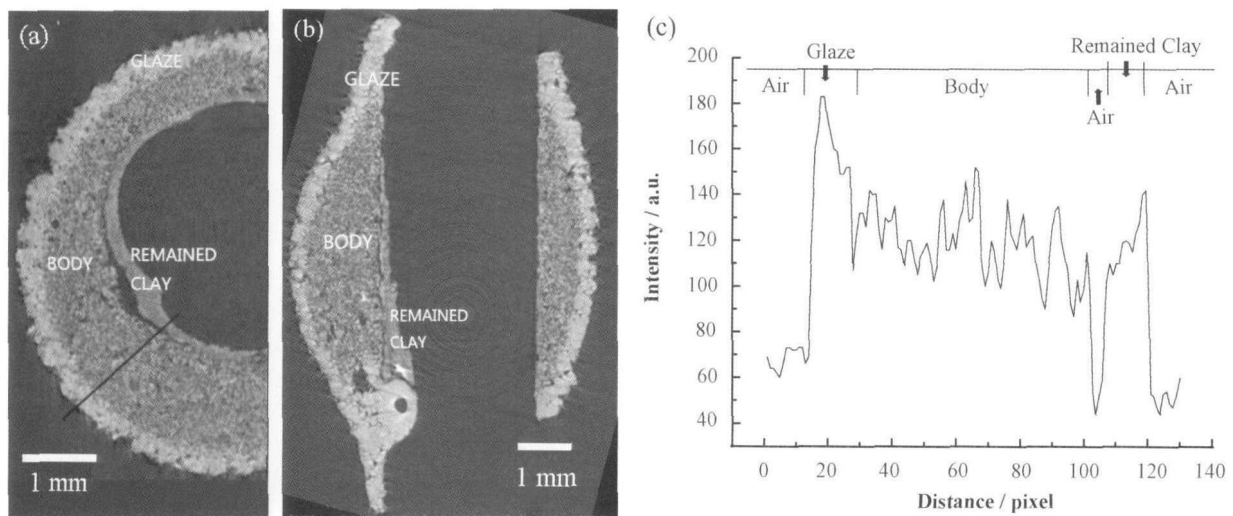 (a)
GLAZE
BODY
REMAINED
CLAY
1 mm
(b)
GLAZE
BODY
REMAINED
CLAY
1 mm
(c)
200
180
160
140
120
100
80
60
40
Intensity / a.u.
Glaze
Remained Clay
Air
Body
Air
Air
0 20 40 60 80 100 120 140
Distance / pixel